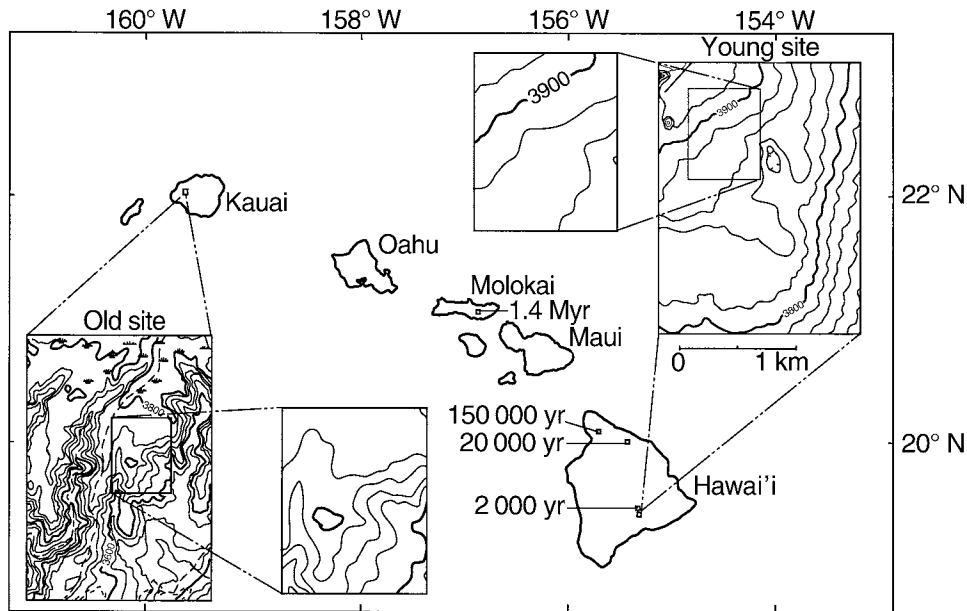 160° W
158° W
156° W
154° W
Young site
3900
3900
22° N
Kauai
Oahu
Molokai
1.4 Myr
Maui
3900
0 1 km
Old site
3800
3600
150 000 yr
20 000 yr
20° N
Hawai'i
2 000 yr